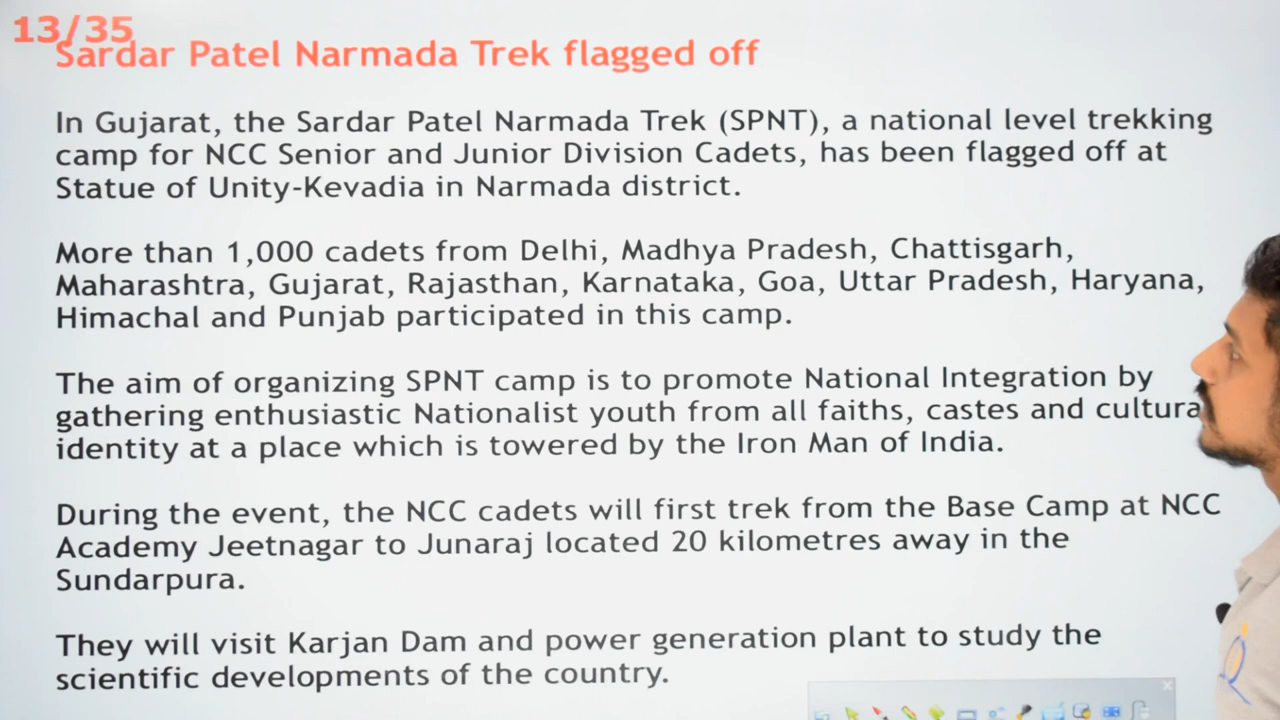 13/35
Sardar Patel Narmada Trek flagged off
In Gujarat, the Sardar Patel Narmada Trek (SPNT), a national level trekking
camp for NCC Senior and Junior Division Cadets, has been flagged off at
Statue of Unity-Kevadia in Narmada district.
More than 1,000 cadets from Delhi, Madhya Pradesh, Chattisgarh,
Maharashtra, Gujarat, Rajasthan, Karnataka, Goa, Uttar Pradesh, Haryana,
Himachal and Punjab participated in this camp.
The aim of organizing SPNT camp is to promote National Integration by
gathering enthusiastic Nationalist youth from all faiths, castes and cultura
identity at a place which is towered by the Iron Man of India.
During the event, the NCC cadets will first trek from the Base Camp at NCC
Academy Jeetnagar to Junaraj located 20 kilometres away in the
Sundarpura.
They will visit Karjan Dam and power generation plant to study the
scientific developments of the country.